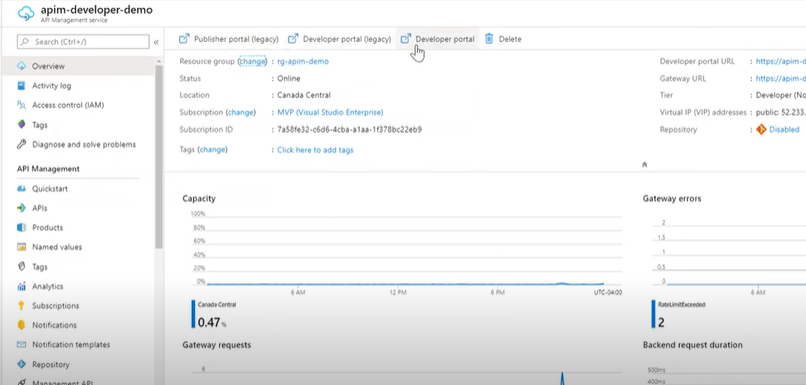 apim-developer-demo
API Management service
Search (Ctrl+/)
«
Overview
Activity log
Access control (IAM)
Tags
Diagnose and solve problems
API Management
Quickstart
APIs
Products
Named values
Tags
Analytics
Subscriptions
Notifications
Notification templates
Repository
Management API
Publisher portal (legacy) Developer portal (legacy) Developer portal Delete
Resource group (change) : rg-apim-demo
Status : Online
Location : Canada Central
Subscription (change) : MVP (Visual Studio Enterprise)
Subscription ID : 7a58fe32-c6d6-4cba-a1aa-1f378bc22eb9
Tags (change) : Click here to add tags
Developer portal URL : https://apim-d
Gateway URL : https://apim-d
Tier : Developer (No
Virtual IP (VIP) addresses : public: 52.233.
Repository : Disabled
Capacity
100%
80%
60%
40%
20%
0%
6 AM 12 PM 6 PM UTC-04:00
Canada Central
0.47 %
Gateway requests
6
Gateway errors
2
1.5
1
0.5
0
6 AM
RateLimitExceeded
2
Backend request duration
500ms
400ms